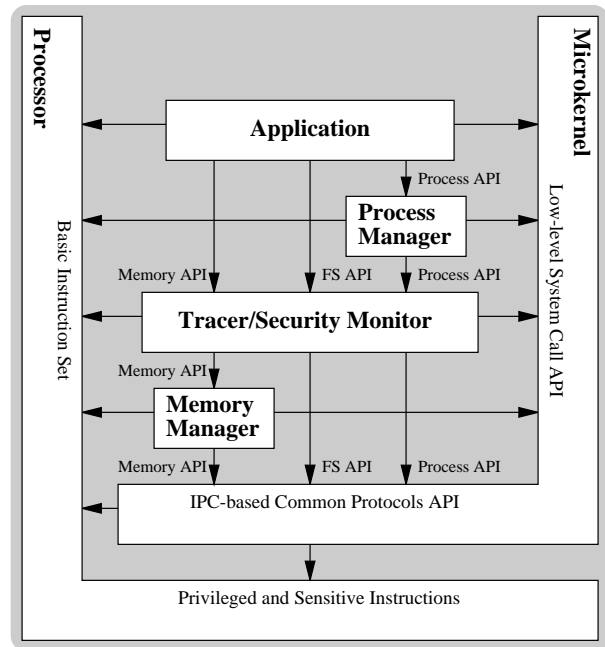 Processor
Basic Instruction Set
Microkernel
Low-level System Call API
Application
Process API
Process
Manager
Memory API
FS API
Process API
Tracer/Security Monitor
Memory API
Memory
Manager
Memory API
FS API
Process API
IPC-based Common Protocols API
Privileged and Sensitive Instructions